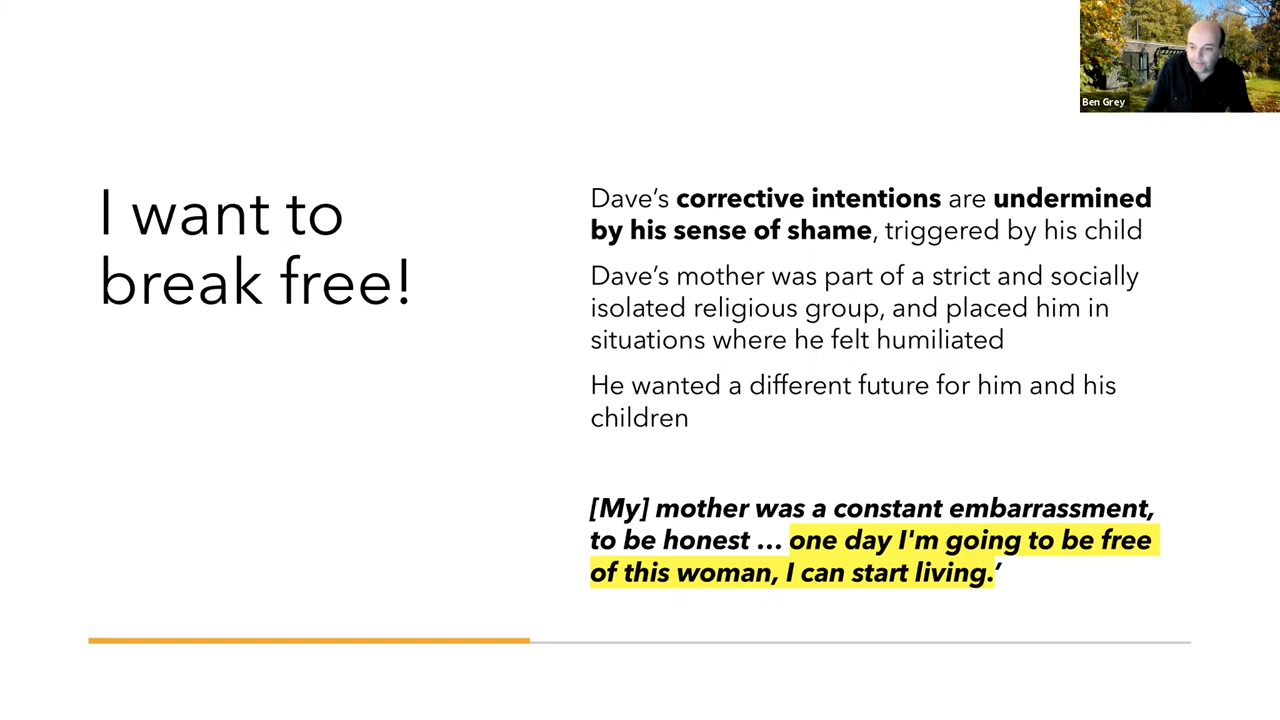 Ben Grey
I want to
break free!
Dave’s corrective intentions are undermined
by his sense of shame, triggered by his child
Dave’s mother was part of a strict and socially
isolated religious group, and placed him in
situations where he felt humiliated
He wanted a different future for him and his
children
[My] mother was a constant embarrassment,
to be honest … one day I'm going to be free
of this woman, I can start living.’